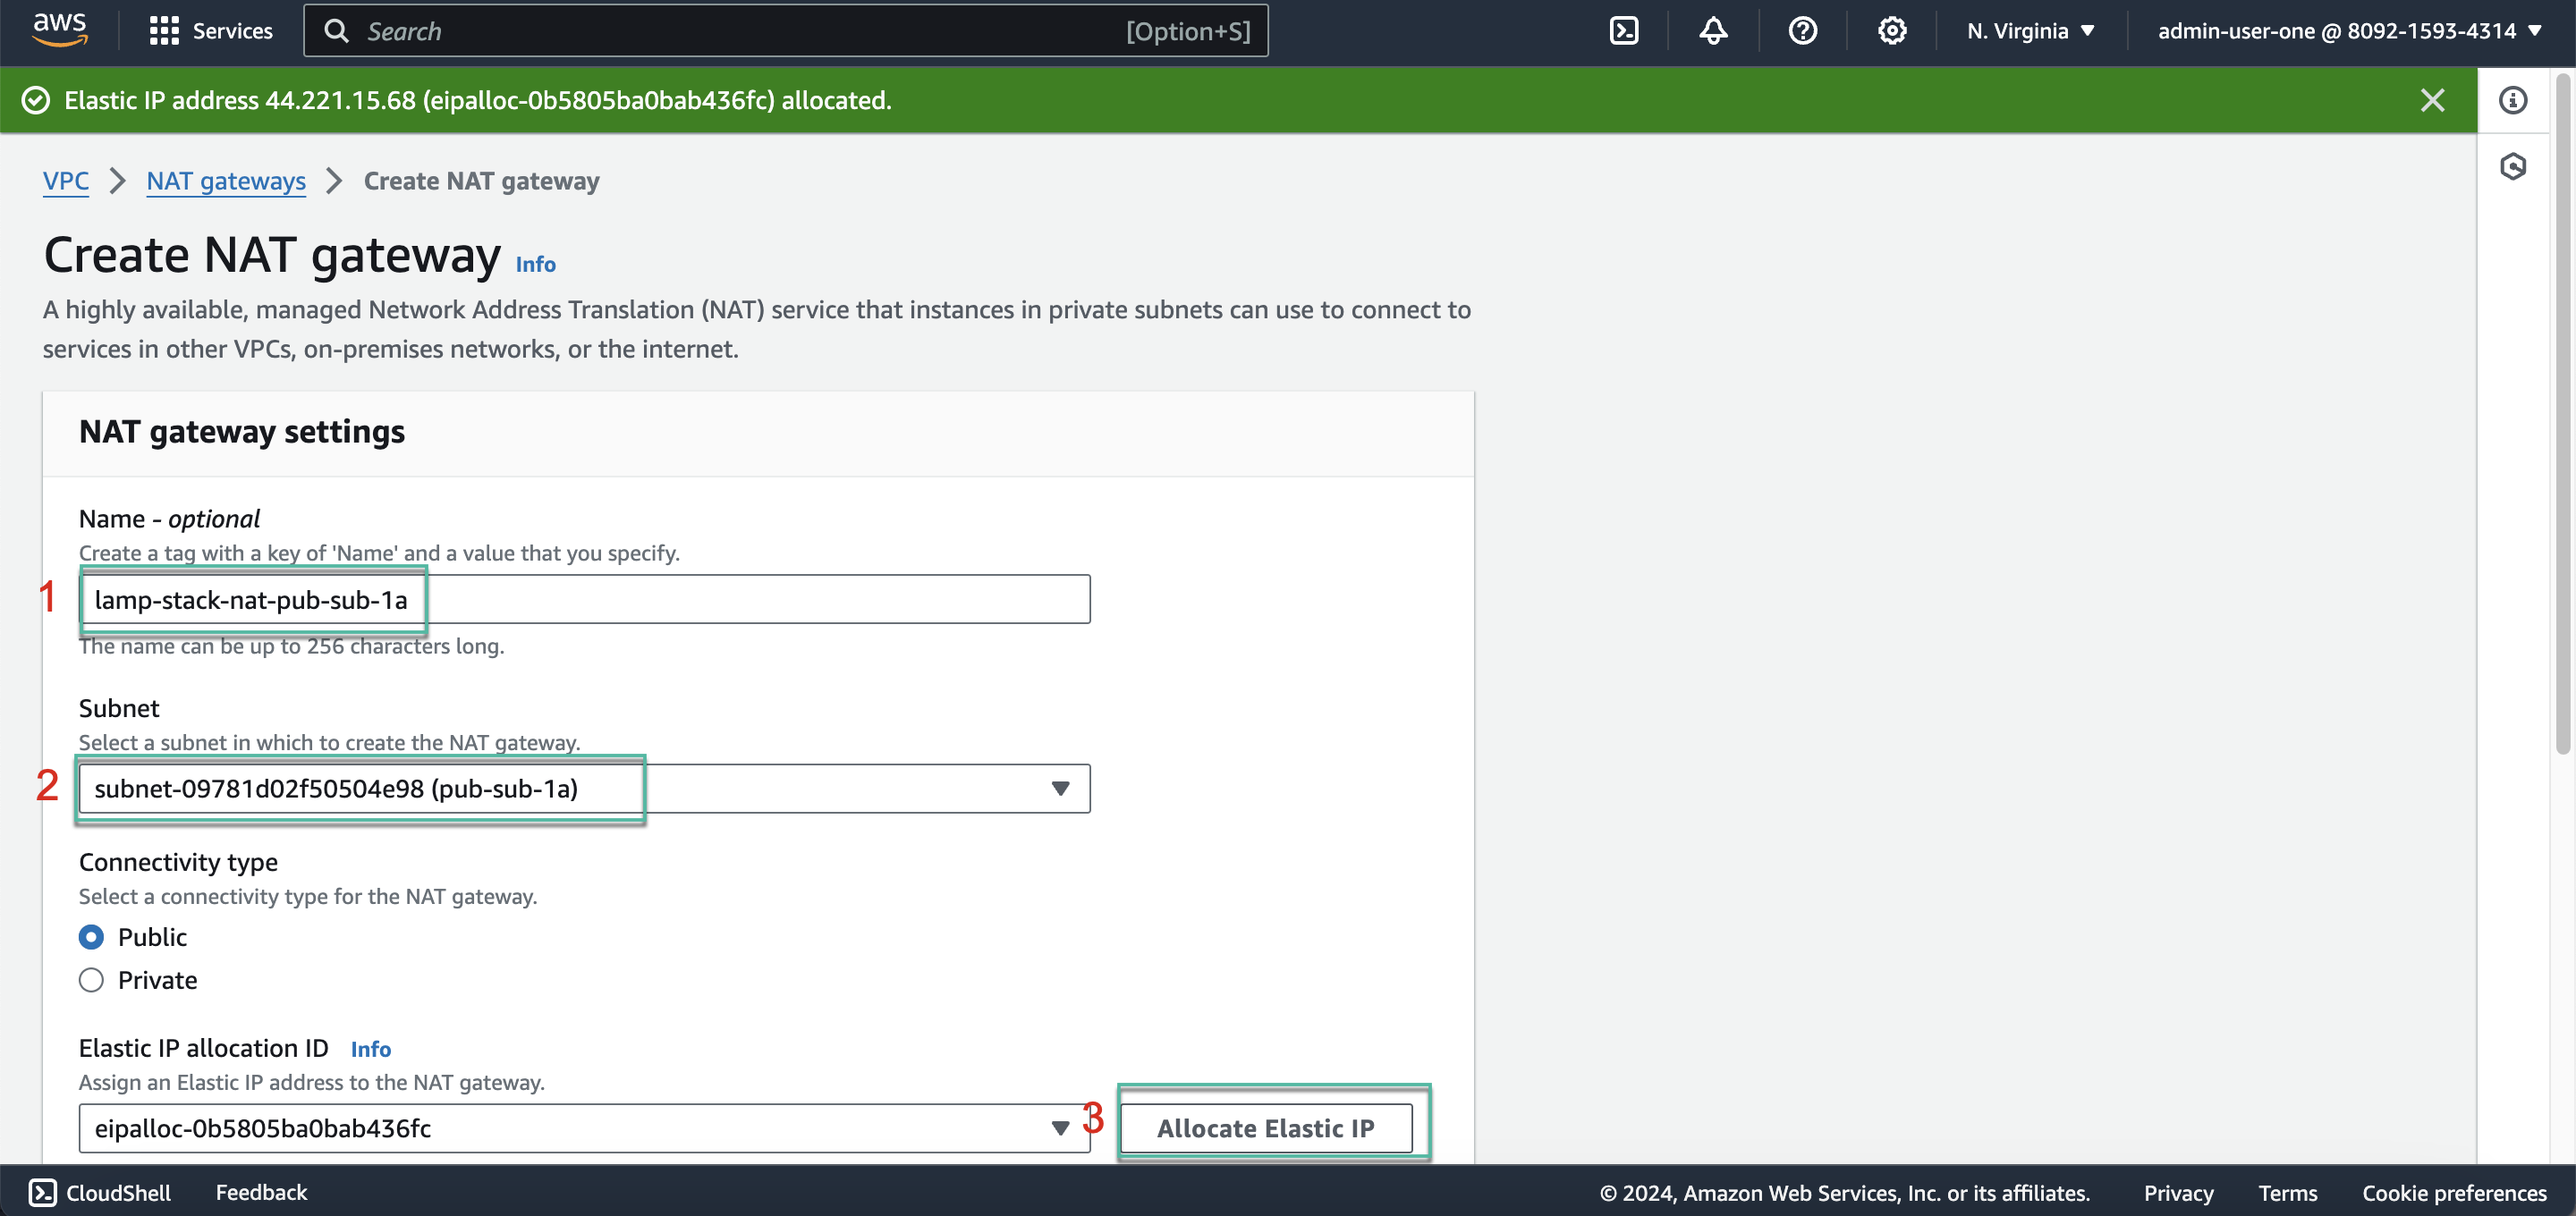 aws
Services
Search [Option+S]
N. Virginia
admin-user-one @ 8092-1593-4314
Elastic IP address 44.221.15.68 (eipalloc-0b5805ba0bab436fc) allocated.
VPC
NAT gateways
Create NAT gateway
Create NAT gateway Info
A highly available, managed Network Address Translation (NAT) service that instances in private subnets can use to connect to
services in other VPCs, on-premises networks, or the internet.
NAT gateway settings
Name - optional
Create a tag with a key of 'Name' and a value that you specify.
1
lamp-stack-nat-pub-sub-1a
The name can be up to 256 characters long.
Subnet
Select a subnet in which to create the NAT gateway.
2
subnet-09781d02f50504e98 (pub-sub-1a)
Connectivity type
Select a connectivity type for the NAT gateway.
Public
Private
Elastic IP allocation ID Info
Assign an Elastic IP address to the NAT gateway.
eipalloc-0b5805ba0bab436fc
3
Allocate Elastic IP
CloudShell
Feedback
© 2024, Amazon Web Services, Inc. or its affiliates.
Privacy
Terms
Cookie preferences